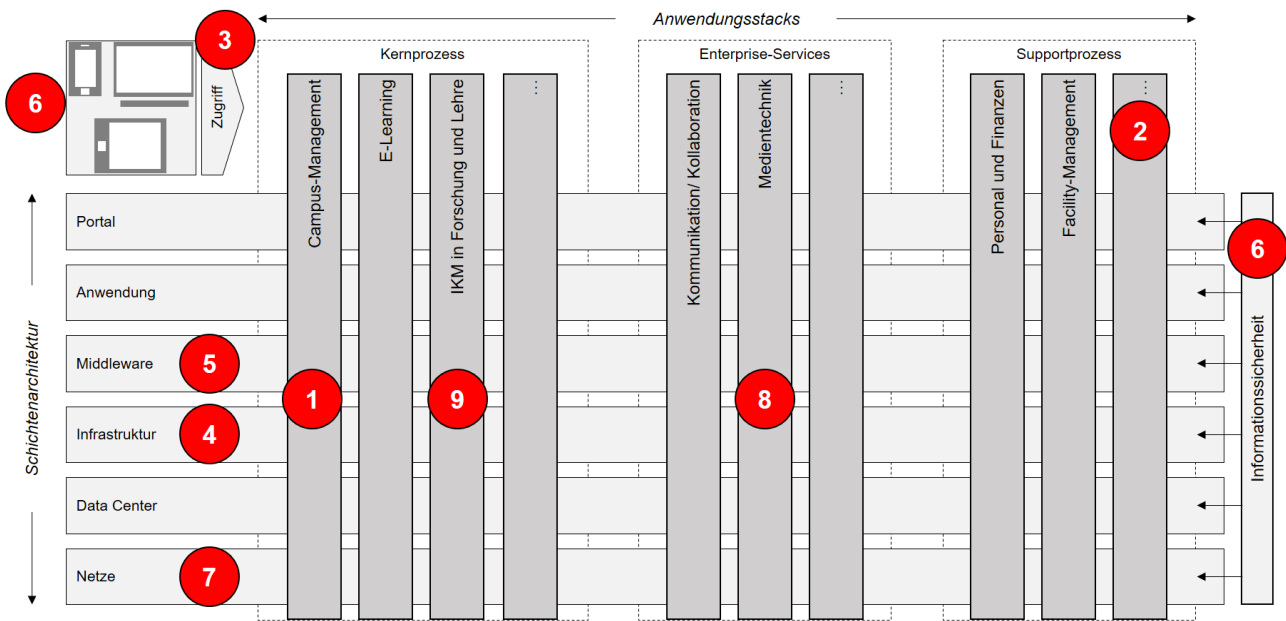 Anwendungsstacks
3
Kernprozess
Enterprise-Services
Supportprozess
6
Zugriff
Campus-Management
E-Learning
IKM in Forschung und Lehre
...
Kommunikation/ Kollaboration
Medientechnik
...
Personal und Finanzen
Facility-Management
...
2
Schichtenarchitektur
Portal
6
Anwendung
Informationssicherheit
Middleware
5
1
9
8
Infrastruktur
4
Data Center
Netze
7